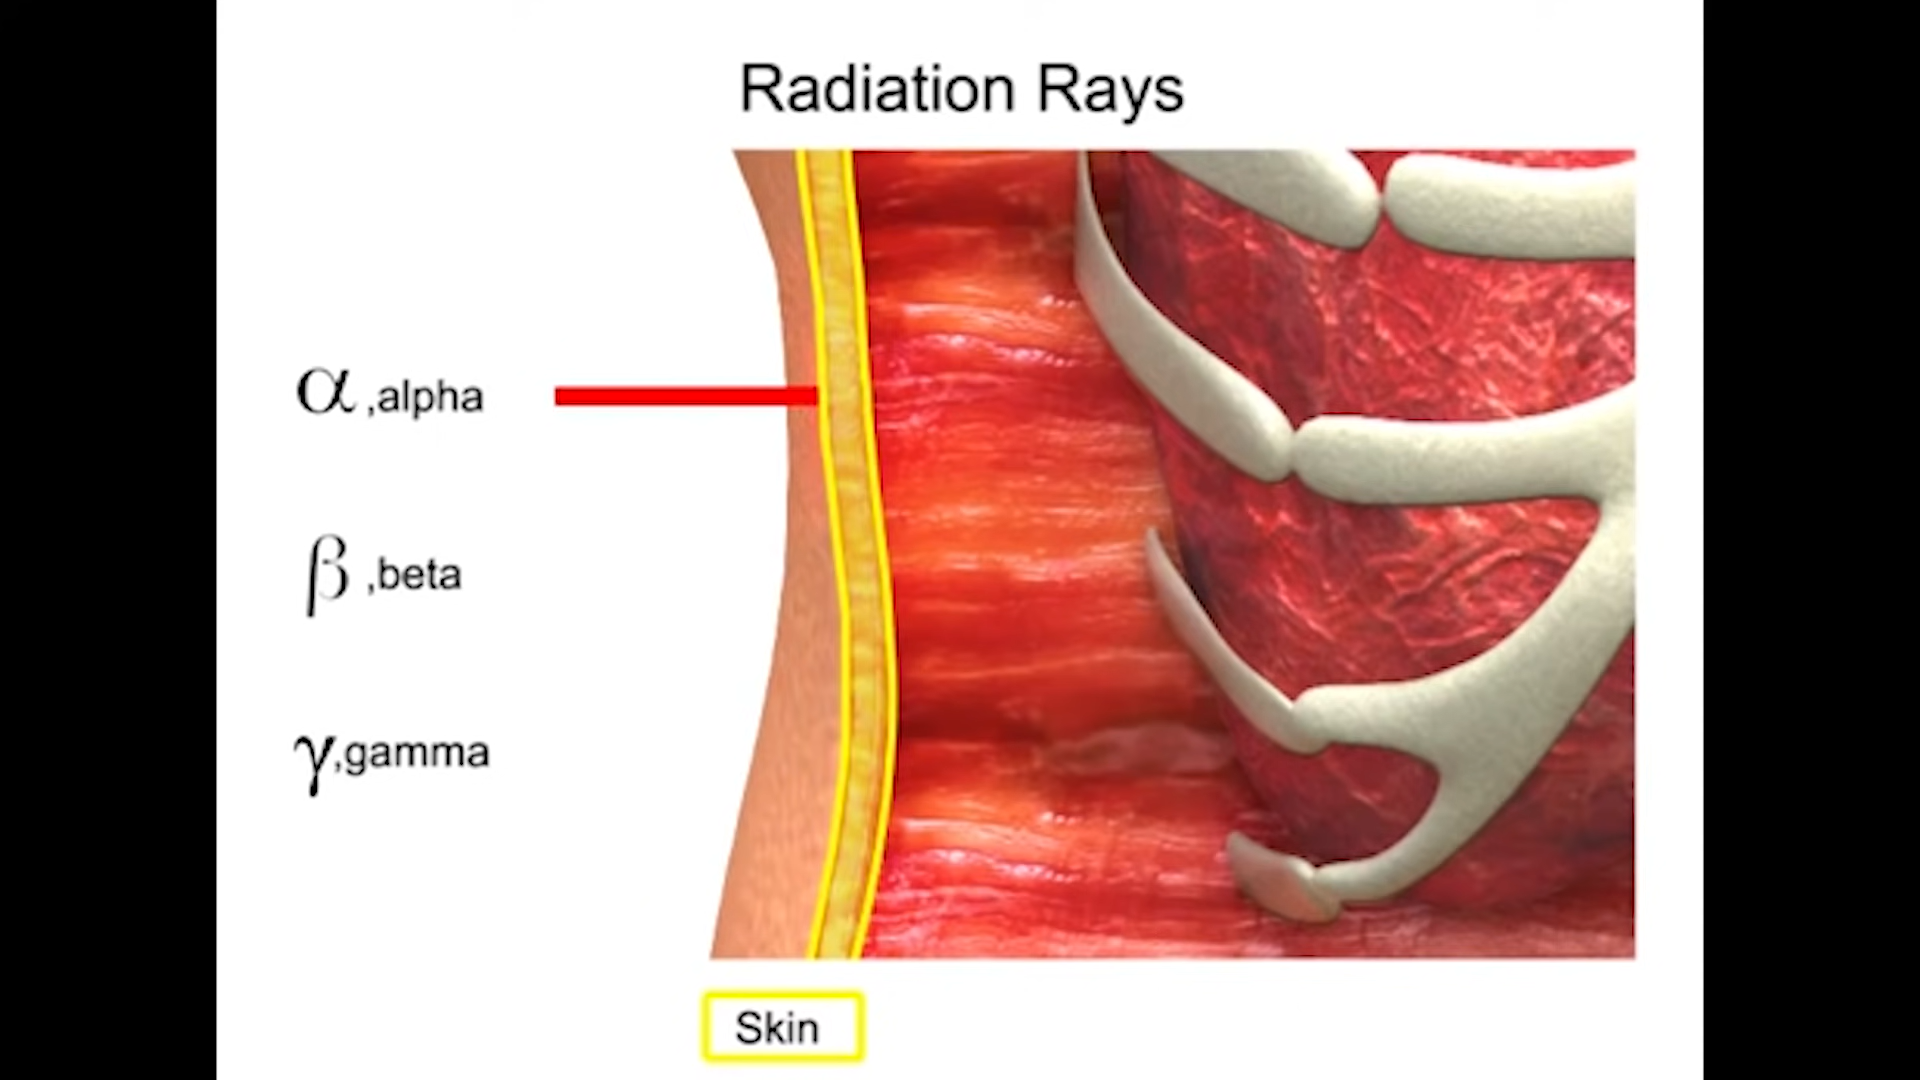 Radiation Rays
α ,alpha
β ,beta
γ,gamma
Skin